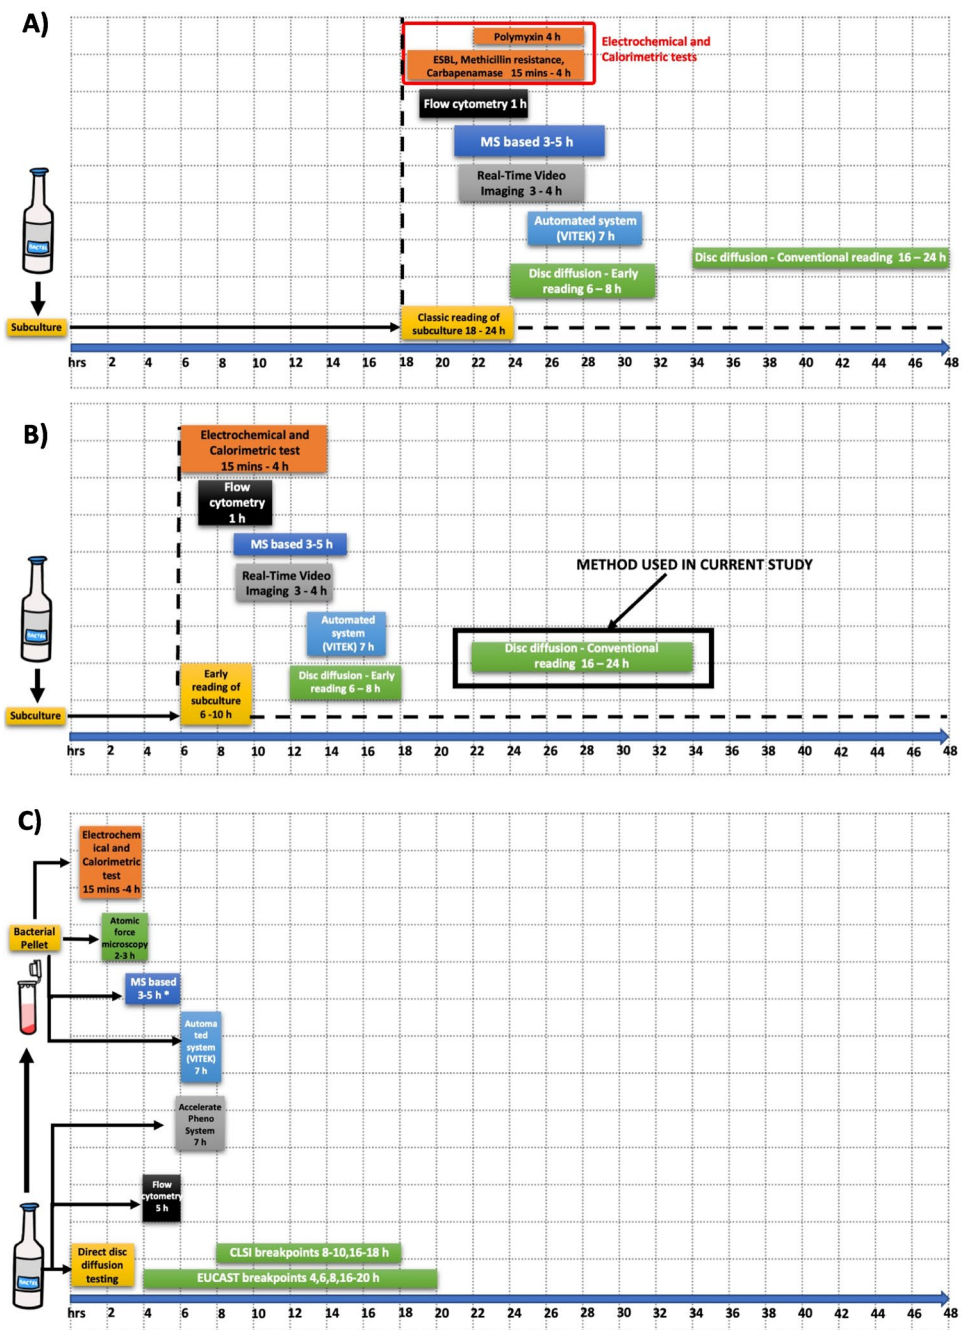 A)
Polymyxin 4 h
ESBL, Methicillin resistance,
Carbapenamase 15 mins - 4 h
Electrochemical and
Calorimetric tests
Flow cytometry 1 h
MS based 3-5 h
Real-Time Video
Imaging 3 - 4 h
Automated system
(VITEK) 7 h
Disc diffusion - Conventional reading 16 – 24 h
Disc diffusion - Early
reading 6 – 8 h
BACTEC
Subculture
Classic reading of
subculture 18 - 24 h
hrs 2 4 6 8 10 12 14 16 18 20 22 24 26 28 30 32 34 36 38 40 42 44 46 48
B)
Electrochemical and
Calorimetric test
15 mins - 4 h
Flow
cytometry
1 h
MS based 3-5 h
Real-Time Video
Imaging 3 - 4 h
METHOD USED IN CURRENT STUDY
Automated
system
(VITEK) 7 h
Disc diffusion - Conventional
reading 16 – 24 h
Disc diffusion - Early
reading 6 – 8 h
BACTEC
Subculture
Early
reading of
subculture
6 -10 h
hrs 2 4 6 8 10 12 14 16 18 20 22 24 26 28 30 32 34 36 38 40 42 44 46 48
C)
Electrochem
ical and
Calorimetric
test
15 mins -4 h
Bacterial
Pellet
Atomic
force
microscopy
2-3 h
MS based
3-5 h *
Automa
ted
system
(VITEK)
7 h
Accelerate
Pheno
System
7 h
Flow
cytometry
5 h
BACTEC
Direct disc
diffusion
testing
CLSI breakpoints 8-10,16-18 h
EUCAST breakpoints 4,6,8,16-20 h
hrs 2 4 6 8 10 12 14 16 18 20 22 24 26 28 30 32 34 36 38 40 42 44 46 48